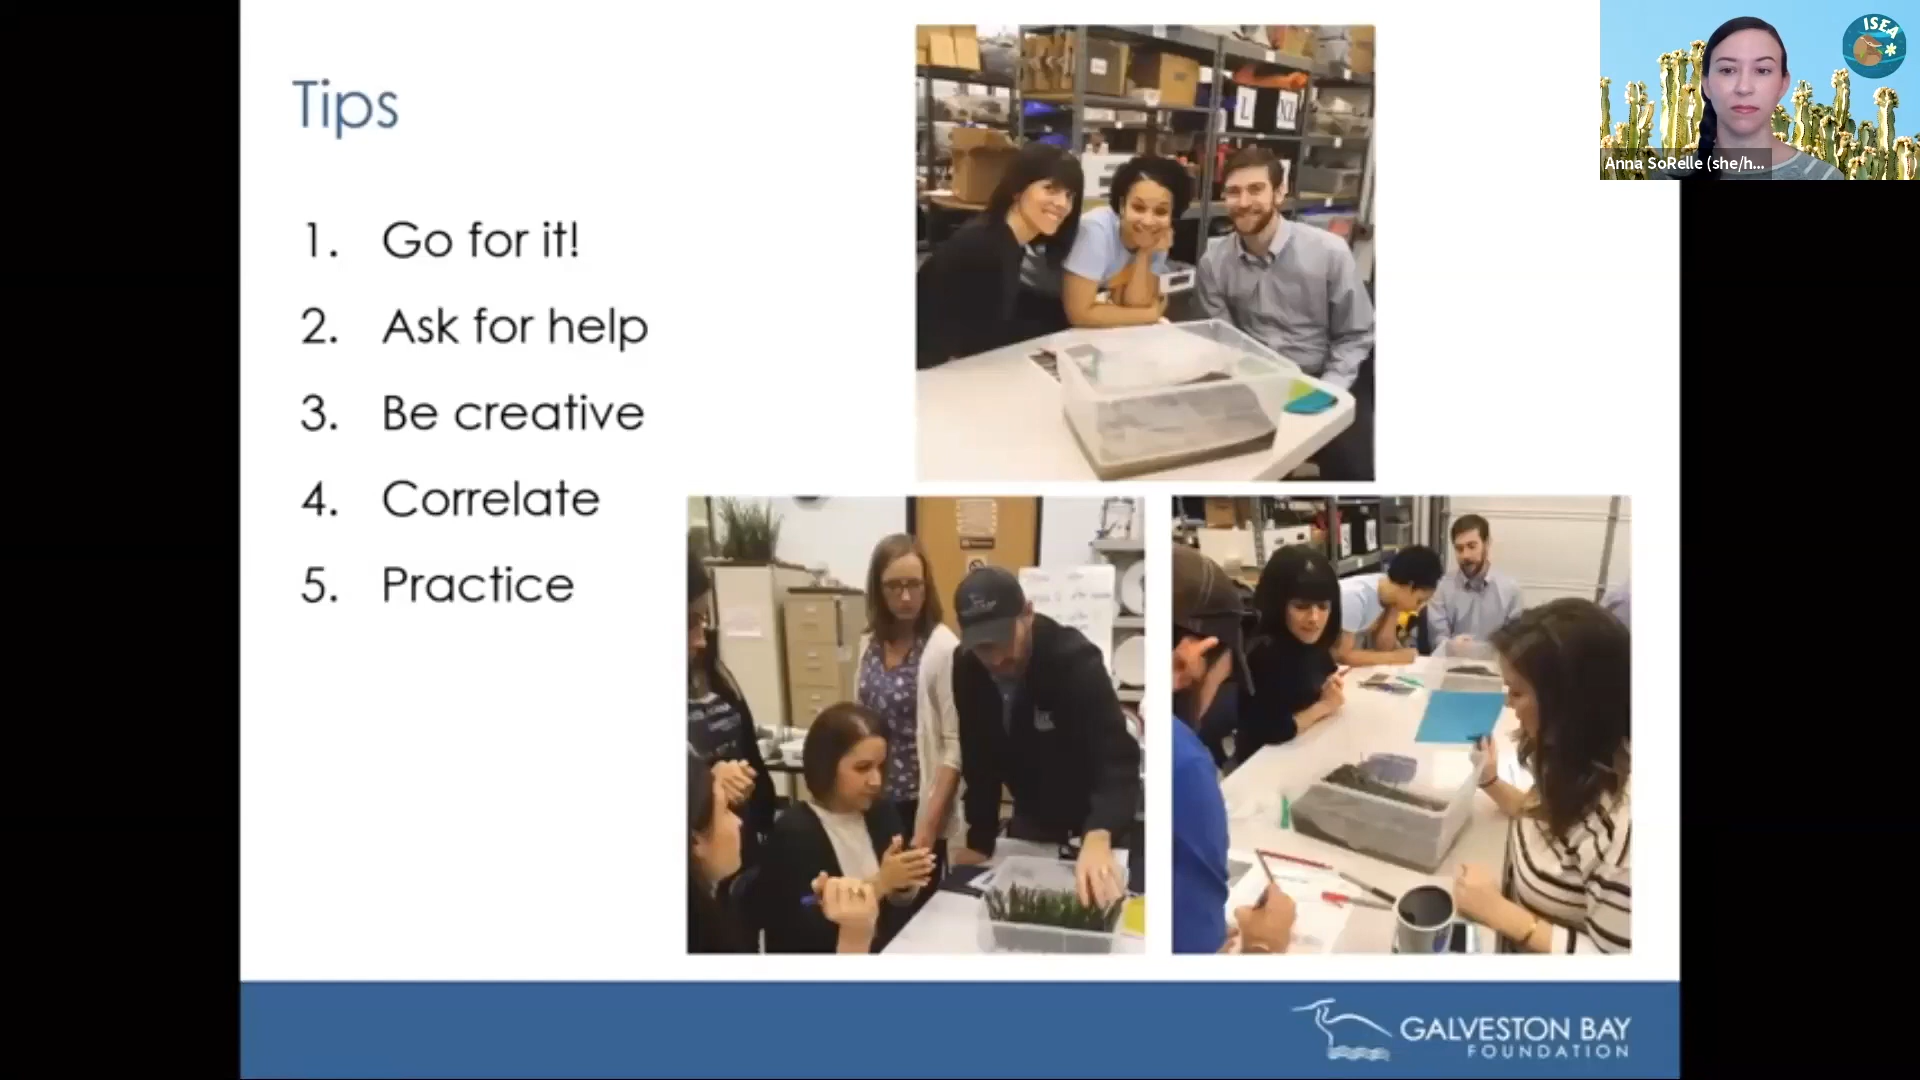 Tips
1. Go for it!
2. Ask for help
3. Be creative
4. Correlate
5. Practice
L
XL
ISEA
Anna SoRelle (she/h...
GALVESTON BAY
FOUNDATION